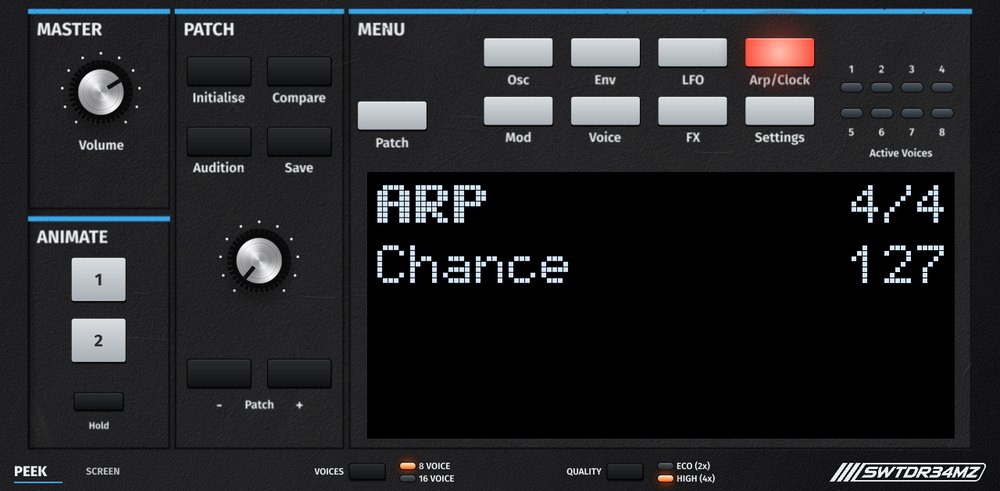 MASTER
Volume
ANIMATE
1
2
Hold
PATCH
Initialise Compare
Audition Save
- Patch +
MENU
Patch
Osc Env LFO Arp/Clock
Mod Voice FX Settings
1 2 3 4
5 6 7 8
Active Voices
ARP 4/4
Chance 127
PEEK SCREEN
VOICES 8 VOICE
16 VOICE
QUALITY ECO (2x)
HIGH (4x)
SWTDR34MZ